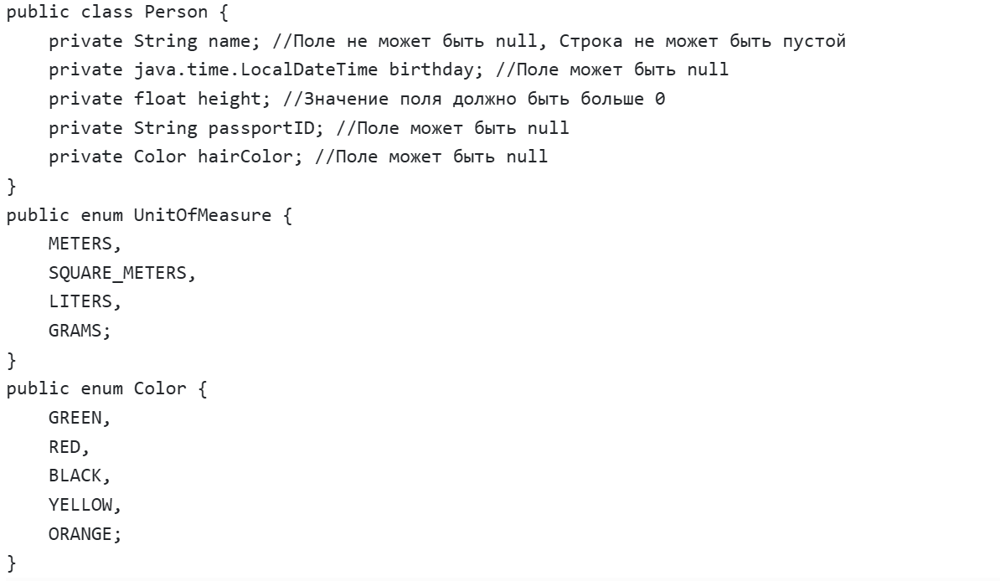 public class Person {
    private String name; //Поле не может быть null, Строка не может быть пустой
    private java.time.LocalDateTime birthday; //Поле может быть null
    private float height; //Значение поля должно быть больше 0
    private String passportID; //Поле может быть null
    private Color hairColor; //Поле может быть null
}
public enum UnitOfMeasure {
    METERS,
    SQUARE_METERS,
    LITERS,
    GRAMS;
}
public enum Color {
    GREEN,
    RED,
    BLACK,
    YELLOW,
    ORANGE;
}